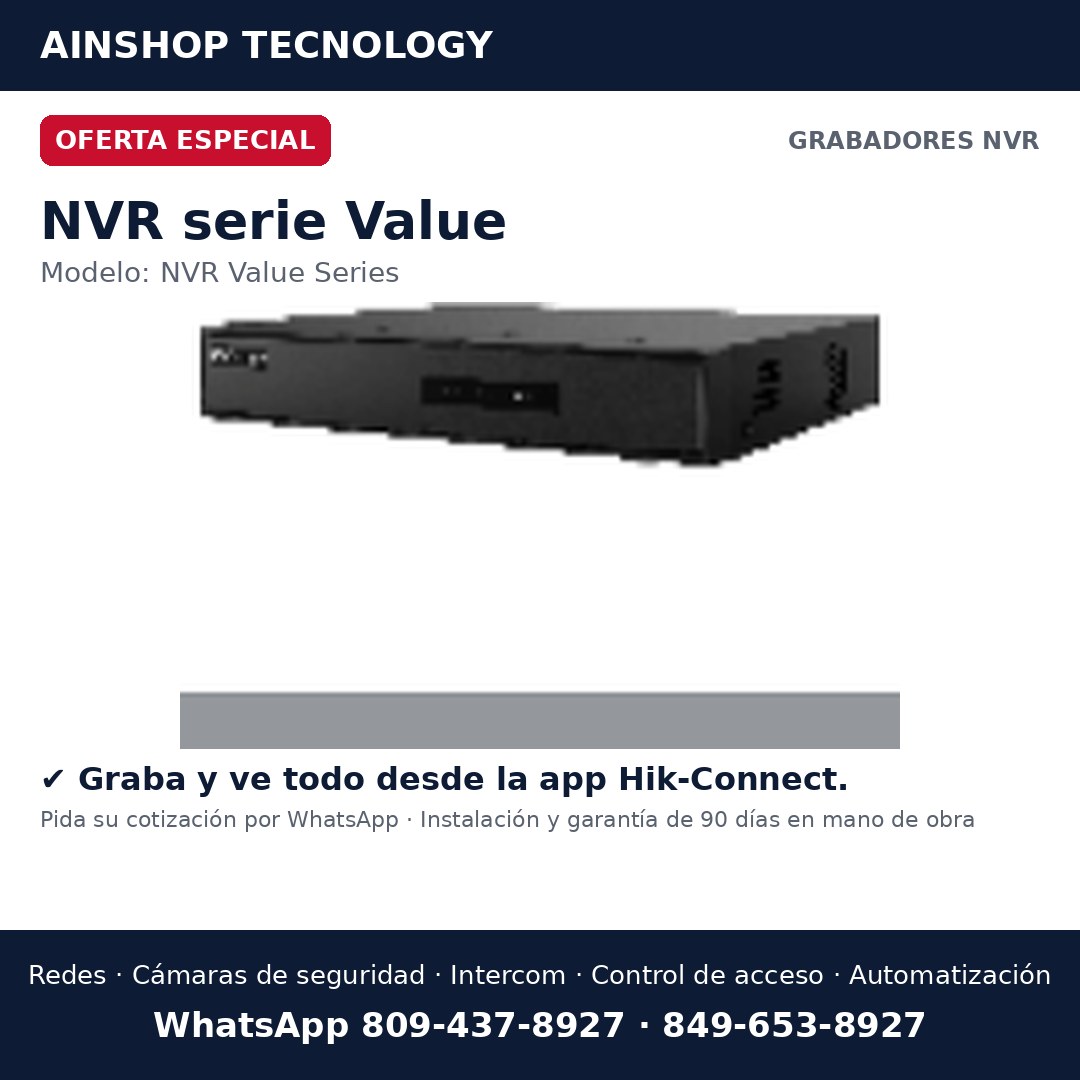 AINSHOP TECNOLOGY
OFERTA ESPECIAL
GRABADORES NVR
NVR serie Value
Modelo: NVR Value Series
✔ Graba y ve todo desde la app Hik-Connect.
Pida su cotización por WhatsApp · Instalación y garantía de 90 días en mano de obra
Redes · Cámaras de seguridad · Intercom · Control de acceso · Automatización
WhatsApp 809-437-8927 · 849-653-8927